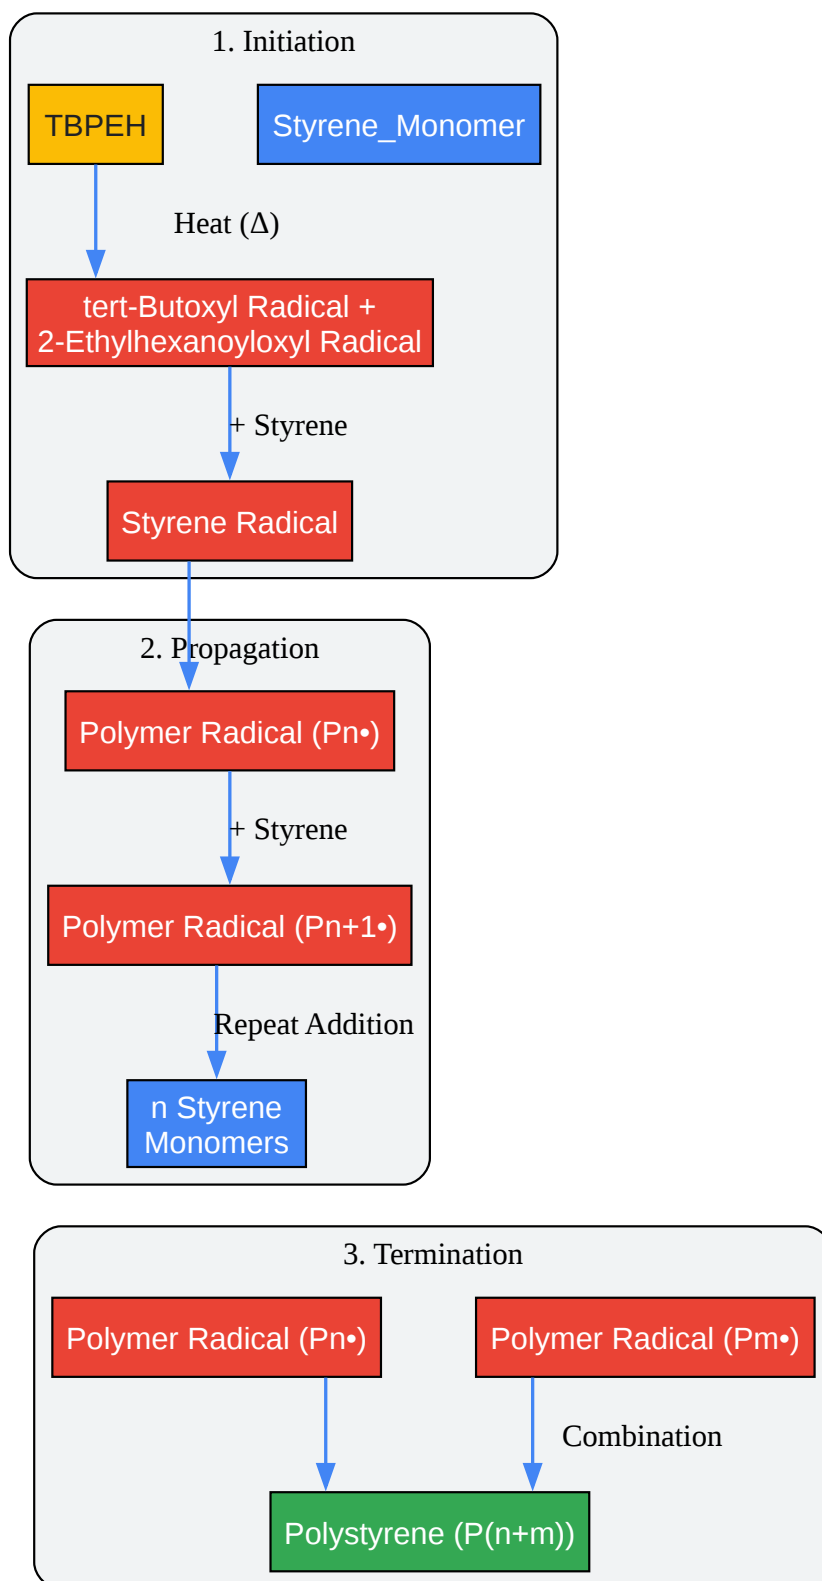 1. Initiation
TBPEH
Styrene_Monomer
Heat (Δ)
tert-Butoxyl Radical +
2-Ethylhexanoyloxyl Radical
+ Styrene
Styrene Radical
2. Propagation
Polymer Radical (Pn•)
+ Styrene
Polymer Radical (Pn+1•)
Repeat Addition
n Styrene
Monomers
3. Termination
Polymer Radical (Pn•)
Polymer Radical (Pm•)
Combination
Polystyrene (P(n+m))